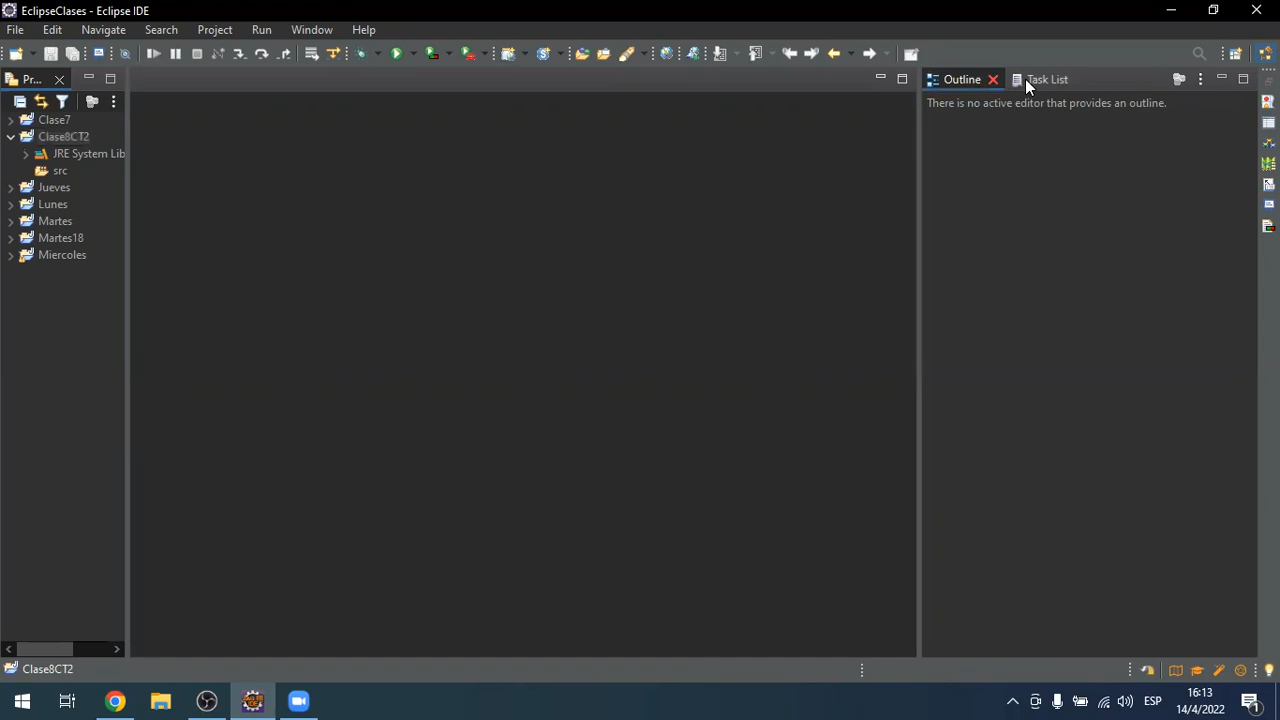 EclipseClases - Eclipse IDE
File Edit Navigate Search Project Run Window Help
Pr...
Outline
Task List
There is no active editor that provides an outline.
Clase7
Clase8CT2
JRE System Lib
src
Jueves
Lunes
Martes
Martes18
Miercoles
Clase8CT2
ESP
16:13
14/4/2022
1